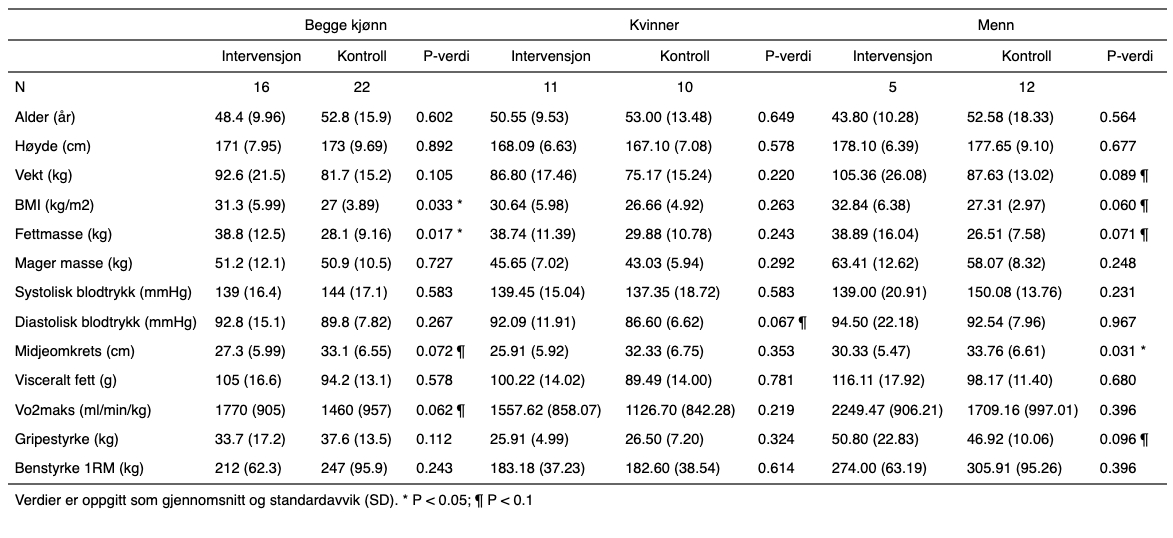 Begge kjønn Kvinner Menn
Intervensjon Kontroll P-verdi Intervensjon Kontroll P-verdi Intervensjon Kontroll P-verdi
N 16 22 11 10 5 12
Alder (år) 48.4 (9.96) 52.8 (15.9) 0.602 50.55 (9.53) 53.00 (13.48) 0.649 43.80 (10.28) 52.58 (18.33) 0.564
Høyde (cm) 171 (7.95) 173 (9.69) 0.892 168.09 (6.63) 167.10 (7.08) 0.578 178.10 (6.39) 177.65 (9.10) 0.677
Vekt (kg) 92.6 (21.5) 81.7 (15.2) 0.105 86.80 (17.46) 75.17 (15.24) 0.220 105.36 (26.08) 87.63 (13.02) 0.089 ¶
BMI (kg/m2) 31.3 (5.99) 27 (3.89) 0.033 * 30.64 (5.98) 26.66 (4.92) 0.263 32.84 (6.38) 27.31 (2.97) 0.060 ¶
Fettmasse (kg) 38.8 (12.5) 28.1 (9.16) 0.017 * 38.74 (11.39) 29.88 (10.78) 0.243 38.89 (16.04) 26.51 (7.58) 0.071 ¶
Mager masse (kg) 51.2 (12.1) 50.9 (10.5) 0.727 45.65 (7.02) 43.03 (5.94) 0.292 63.41 (12.62) 58.07 (8.32) 0.248
Systolisk blodtrykk (mmHg) 139 (16.4) 144 (17.1) 0.583 139.45 (15.04) 137.35 (18.72) 0.583 139.00 (20.91) 150.08 (13.76) 0.231
Diastolisk blodtrykk (mmHg) 92.8 (15.1) 89.8 (7.82) 0.267 92.09 (11.91) 86.60 (6.62) 0.067 ¶ 94.50 (22.18) 92.54 (7.96) 0.967
Midjeomkrets (cm) 27.3 (5.99) 33.1 (6.55) 0.072 ¶ 25.91 (5.92) 32.33 (6.75) 0.353 30.33 (5.47) 33.76 (6.61) 0.031 *
Visceralt fett (g) 105 (16.6) 94.2 (13.1) 0.578 100.22 (14.02) 89.49 (14.00) 0.781 116.11 (17.92) 98.17 (11.40) 0.680
Vo2maks (ml/min/kg) 1770 (905) 1460 (957) 0.062 ¶ 1557.62 (858.07) 1126.70 (842.28) 0.219 2249.47 (906.21) 1709.16 (997.01) 0.396
Gripestyrke (kg) 33.7 (17.2) 37.6 (13.5) 0.112 25.91 (4.99) 26.50 (7.20) 0.324 50.80 (22.83) 46.92 (10.06) 0.096 ¶
Benstyrke 1RM (kg) 212 (62.3) 247 (95.9) 0.243 183.18 (37.23) 182.60 (38.54) 0.614 274.00 (63.19) 305.91 (95.26) 0.396
Verdier er oppgitt som gjennomsnitt og standardavvik (SD). * P < 0.05; ¶ P < 0.1